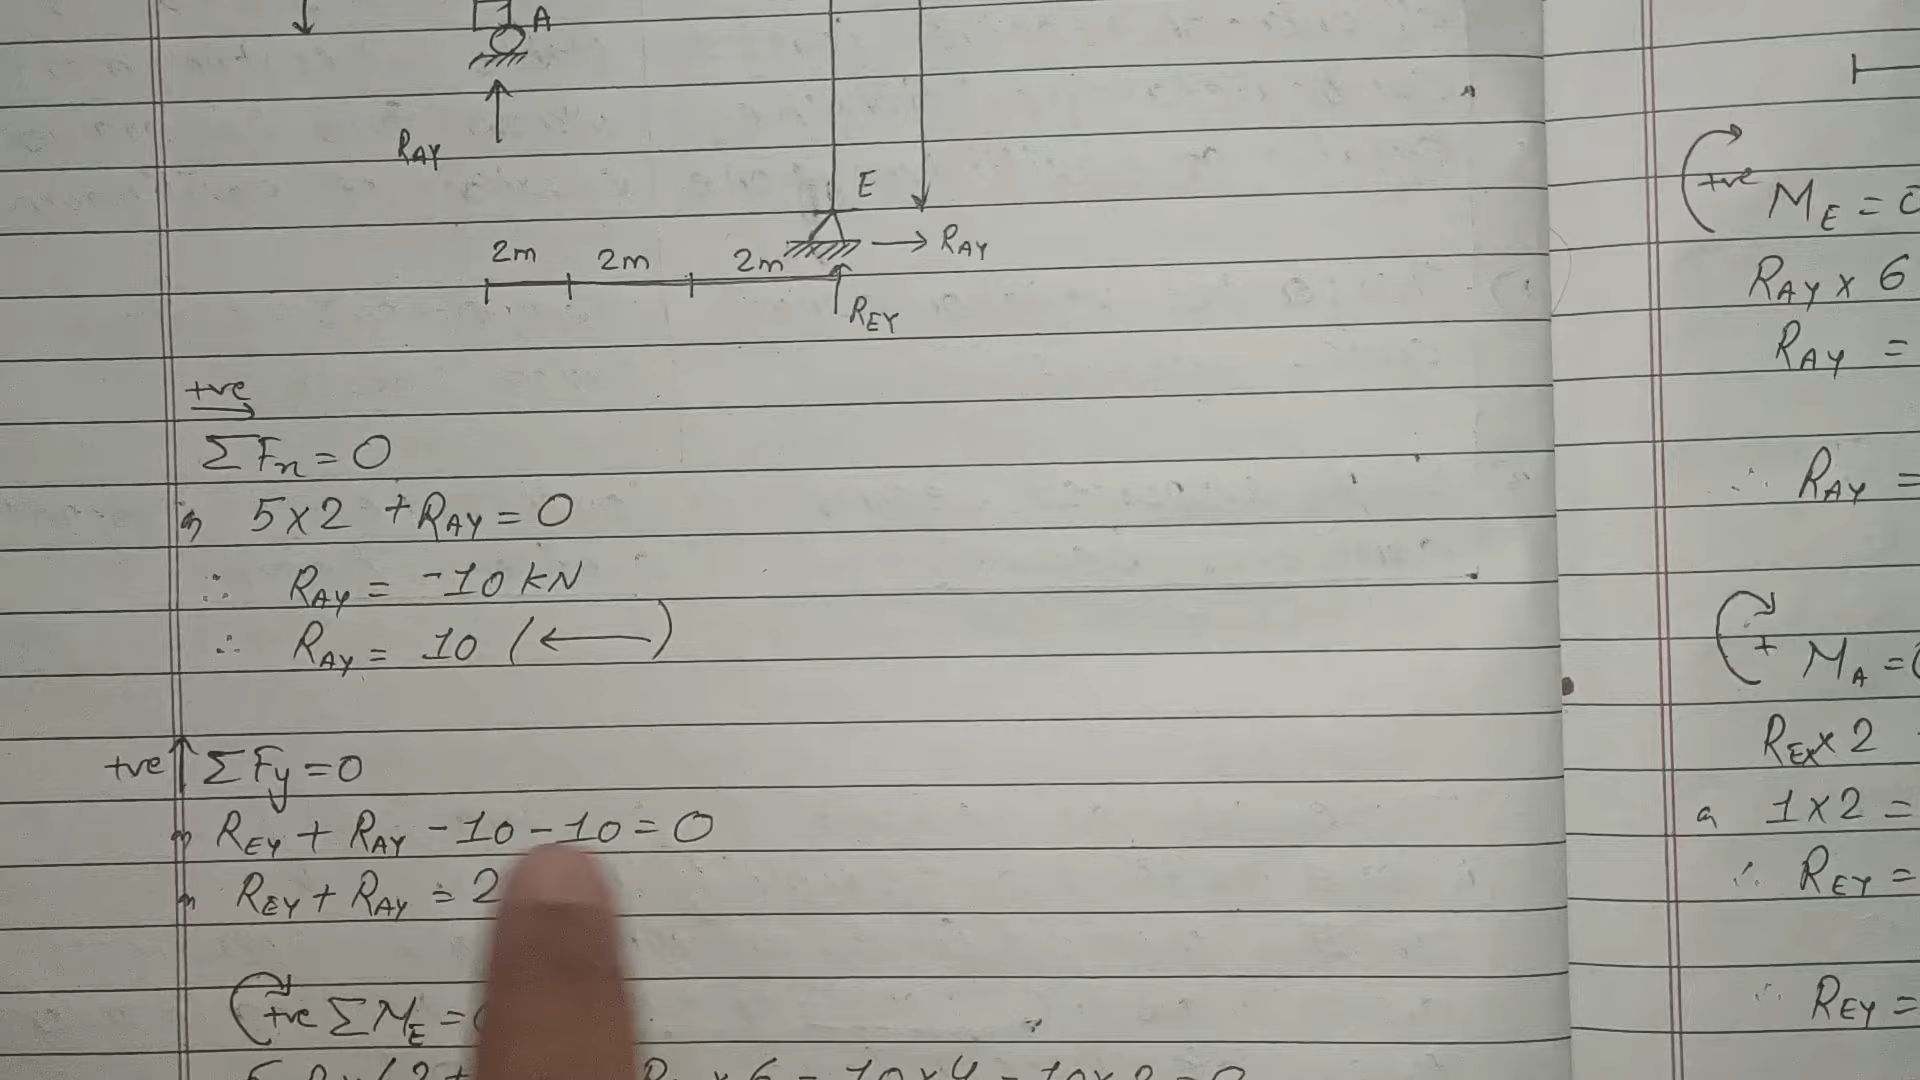 A
RAY
E
RAY
2m 2m 2m
REY
+ve
ΣFx = 0
5x2 + RAY = 0
∴ RAY = -10 KN
∴ RAY = 10 (←)
+ve ↑ ΣFy = 0
REY + RAY - 10 - 10 = 0
REY + RAY = 2
+ve ΣME =
+ve ME = 0
RAY x 6
RAY =
∴ RAY =
+ MA =
REX x 2
1 x 2 =
∴ REY =
∴ REY =